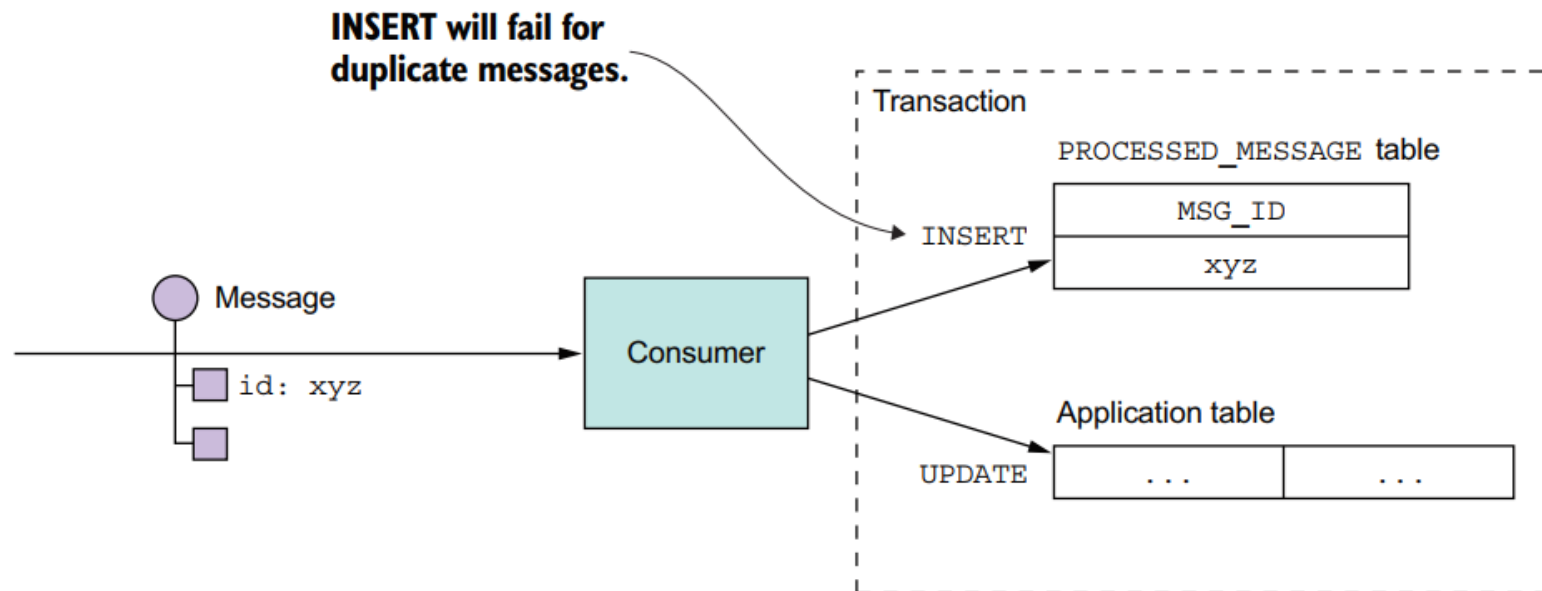 INSERT will fail for
duplicate messages.
Transaction
PROCESSED_MESSAGE table
MSG_ID
INSERT
xyz
Message
Consumer
id: xyz
Application table
UPDATE
...
...